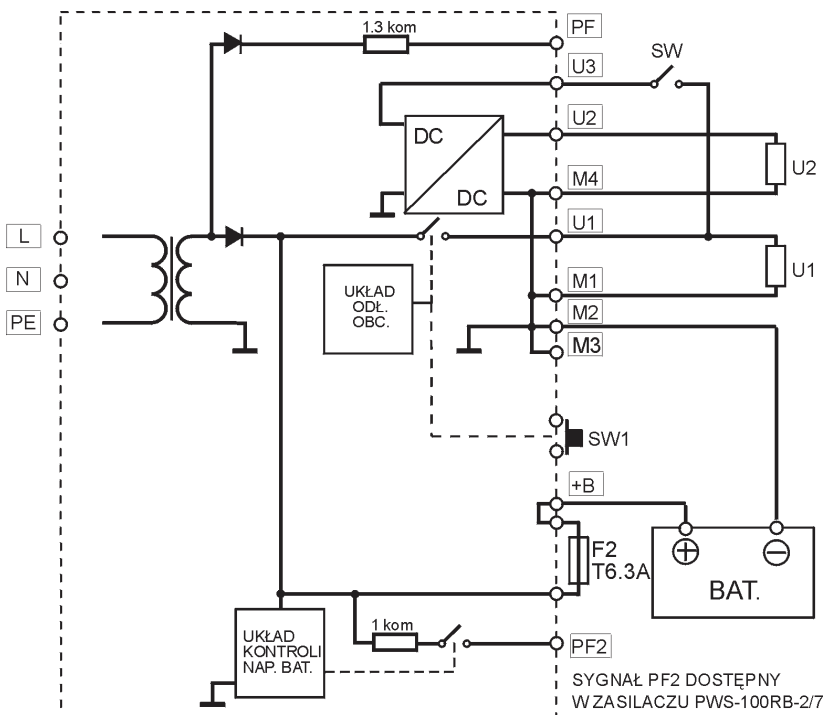 1.3 kom
PF
U3
SW
DC
DC
U2
U2
M4
L
N
PE
U1
U1
UKŁAD
ODŁ.
OBC.
M1
M2
M3
SW1
+B
F2
T6.3A
+
−
BAT.
1 kom
UKŁAD
KONTROLI
NAP. BAT.
PF2
SYGNAŁ PF2 DOSTĘPNY
W ZASILACZU PWS-100RB-2/7